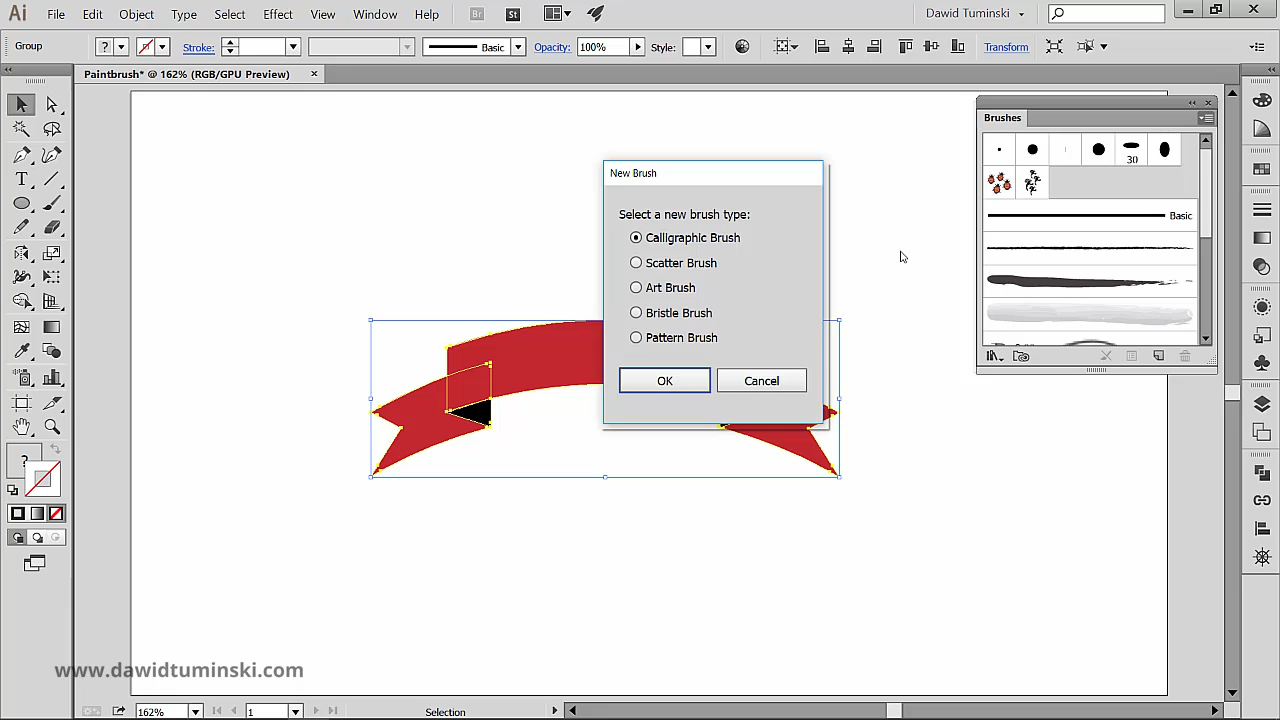 Ai File Edit Object Type Select Effect View Window Help Br St Dawid Tuminski
Group ? Stroke: Basic Opacity: 100% Style: Transform
Paintbrush* @ 162% (RGB/GPU Preview)
Brushes
30
Basic
New Brush
Select a new brush type:
Calligraphic Brush
Scatter Brush
Art Brush
Bristle Brush
Pattern Brush
OK Cancel
T
?
www.dawidtuminski.com
162% 1 Selection